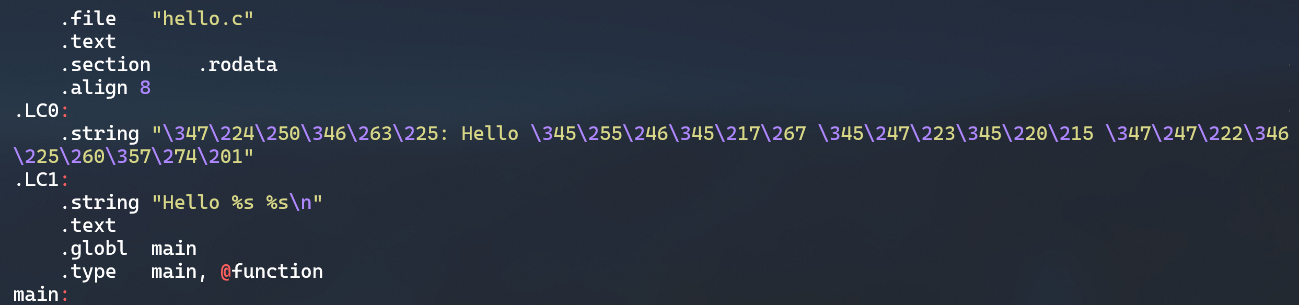 .file "hello.c"
.text
.section .rodata
.align 8
.LC0:
.string "\347\224\250\346\263\225: Hello \345\255\246\345\217\267 \345\247\223\345\220\215 \347\247\222\346
\225\260\357\274\201"
.LC1:
.string "Hello %s %s\n"
.text
.globl main
.type main, @function
main: